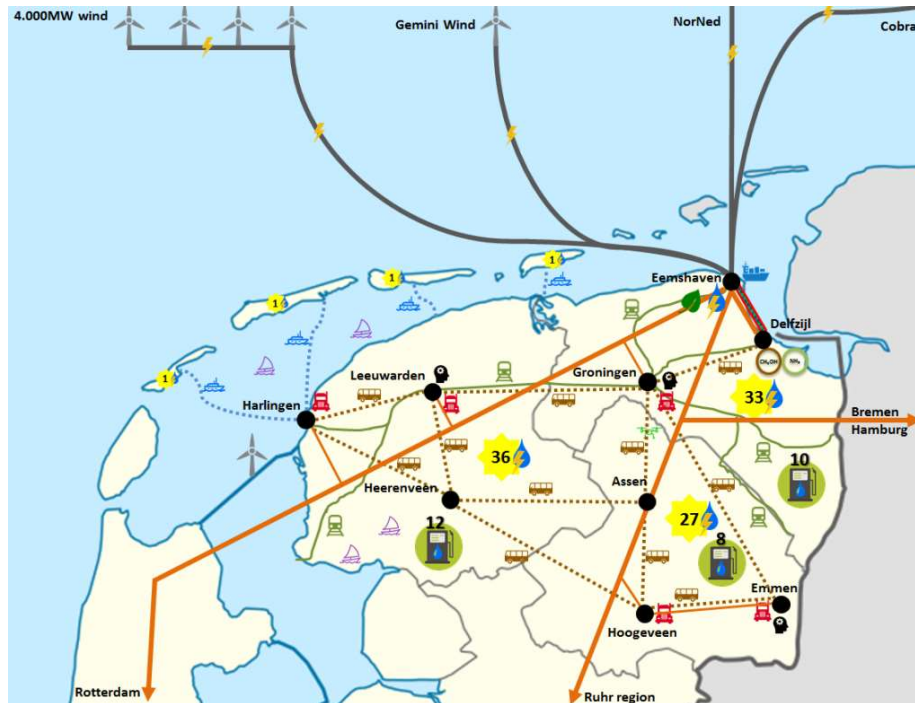 4.000MW wind
Gemini Wind
NorNed
Cobra
Eemshaven
1
1
1
1
Delfzijl
CH₃OH
NH₃
Leeuwarden
Groningen
33
Harlingen
Bremen
Hamburg
36
10
Heerenveen
Assen
27
12
8
Emmen
Hoogeveen
Rotterdam
Ruhr region